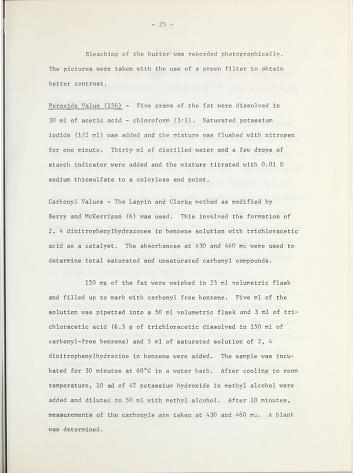 - 25 -
Bleaching of the butter was recorded photographically.
The pictures were taken with the use of a green filter to obtain
better contrast.
Peroxide Value (156) - Five grams of the fat were dissolved in
30 ml of acetic acid - chloroform (3:1). Saturated potassium
iodide (1/2 ml) was added and the mixture was flushed with nitrogen
for one minute. Thirty ml of distilled water and a few drops of
starch indicator were added and the mixture titrated with 0.01 N
sodium thiosulfate to a colorless end point.
Carbonyl Values - The Lappin and Clarke method as modified by
Berry and McKerrigan (6) was used. This involved the formation of
2, 4 dinitrophenylhydrazones in benzene solution with trichloracetic
acid as a catalyst. The absorbances at 430 and 460 mu were used to
determine total saturated and unsaturated carbonyl compounds.
150 mg of the fat were weighed in 25 ml volumetric flask
and filled up to mark with carbonyl free benzene. Five ml of the
solution was pipetted into a 50 ml volumetric flask and 3 ml of tri-
chloracetic acid (6.5 g of trichloracetic dissolved in 150 ml of
carbonyl-free benzene) and 5 ml of saturated solution of 2, 4
dinitrophenylhydrazine in benzene were added. The sample was incu-
bated for 30 minutes at 60°C in a water bath. After cooling to room
temperature, 10 ml of 4% potassium hydroxide in methyl alcohol were
added and diluted to 50 ml with methyl alcohol. After 10 minutes,
measurements of the carbonyls are taken at 430 and 460 mu. A blank
was determined.